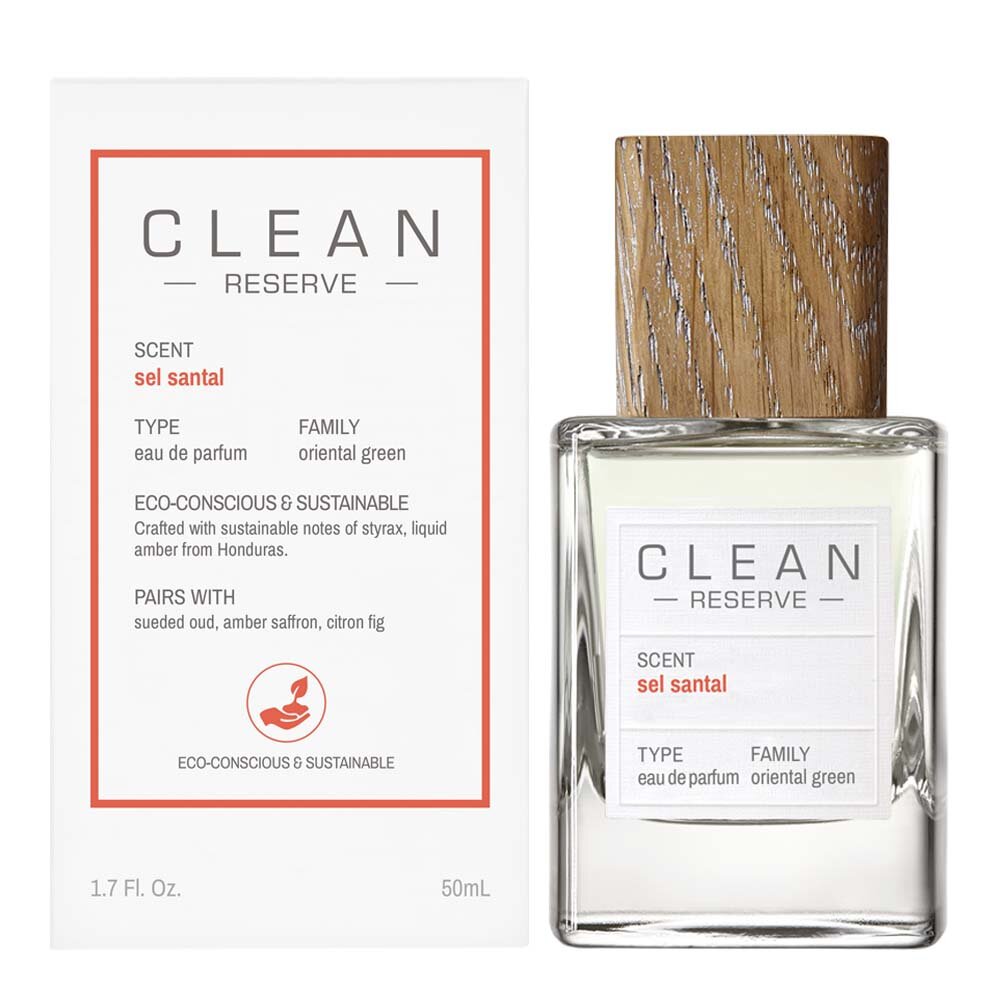 CLEAN
— RESERVE —
SCENT
sel santal
TYPE FAMILY
eau de parfum oriental green
ECO-CONSCIOUS & SUSTAINABLE
Crafted with sustainable notes of styrax, liquid
amber from Honduras.
PAIRS WITH
sueded oud, amber saffron, citron fig
ECO-CONSCIOUS & SUSTAINABLE
1.7 Fl. Oz. 50mL
CLEAN
— RESERVE —
SCENT
sel santal
TYPE FAMILY
eau de parfum oriental green